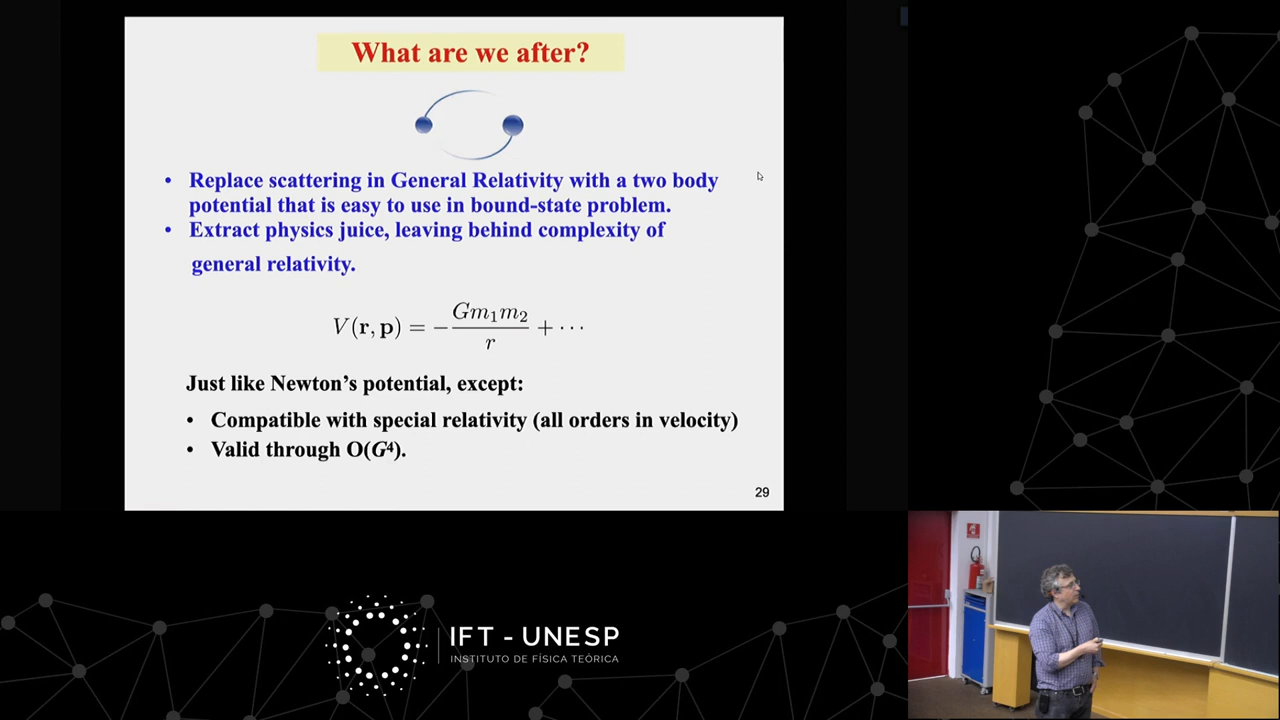 What are we after?
• Replace scattering in General Relativity with a two body
potential that is easy to use in bound-state problem.
• Extract physics juice, leaving behind complexity of
general relativity.
V(r, p) = − Gm₁m₂ / r + ⋯
Just like Newton’s potential, except:
• Compatible with special relativity (all orders in velocity)
• Valid through O(G⁴).
29
IFT - UNESP
INSTITUTO DE FÍSICA TEÓRICA